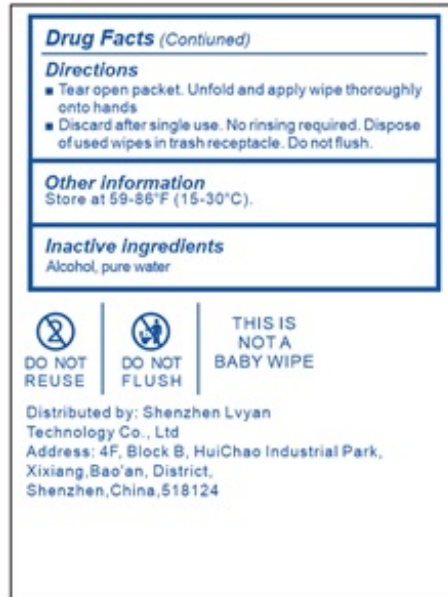 Drug Facts (Contiuned)
Directions
▪ Tear open packet. Unfold and apply wipe thoroughly
onto hands
▪ Discard after single use. No rinsing required. Dispose
of used wipes in trash receptacle. Do not flush.
Other information
Store at 59-86°F (15-30°C).
Inactive ingredients
Alcohol, pure water
DO NOT
REUSE
DO NOT
FLUSH
THIS IS
NOT A
BABY WIPE
Distributed by: Shenzhen Lvyan
Technology Co., Ltd
Address: 4F, Block B, HuiChao Industrial Park,
Xixiang,Bao'an, District,
Shenzhen,China,518124